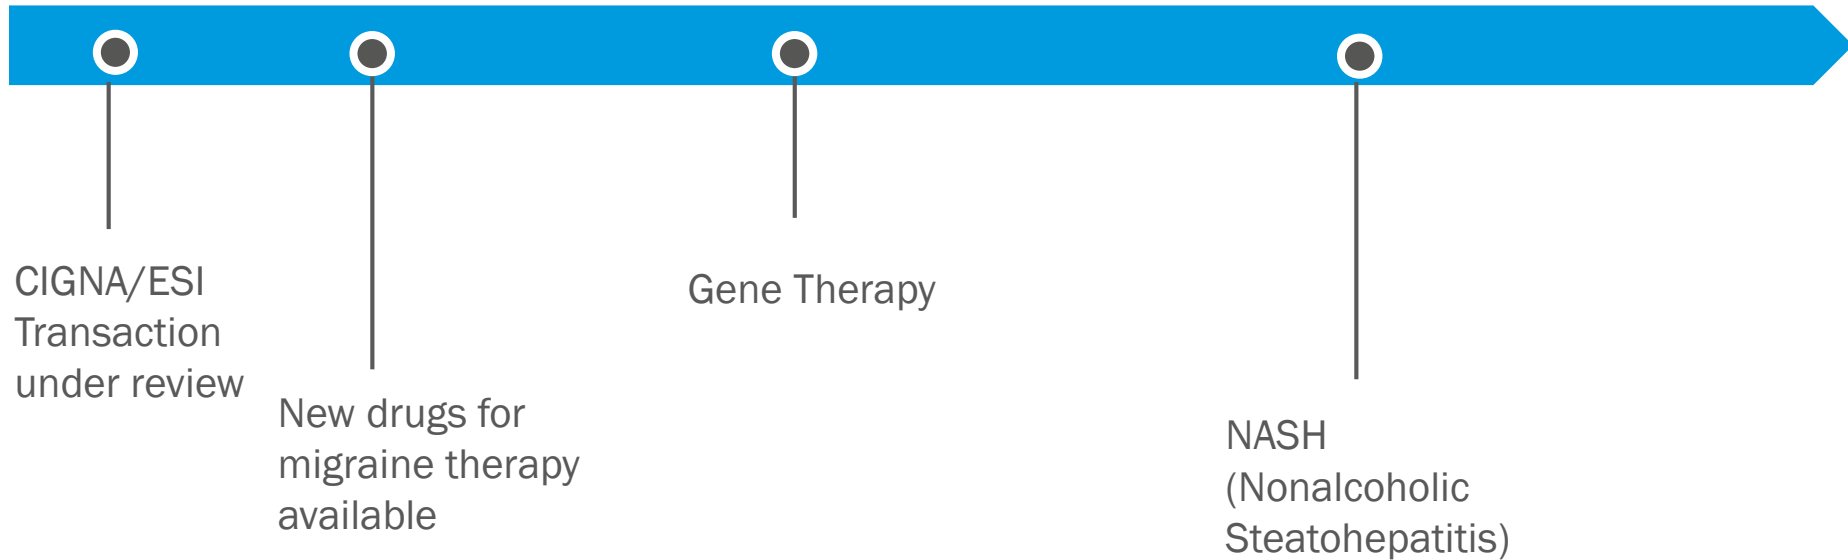 CIGNA/ESI
Transaction
under review
New drugs for
migraine therapy
available
Gene Therapy
NASH
(Nonalcoholic
Steatohepatitis)